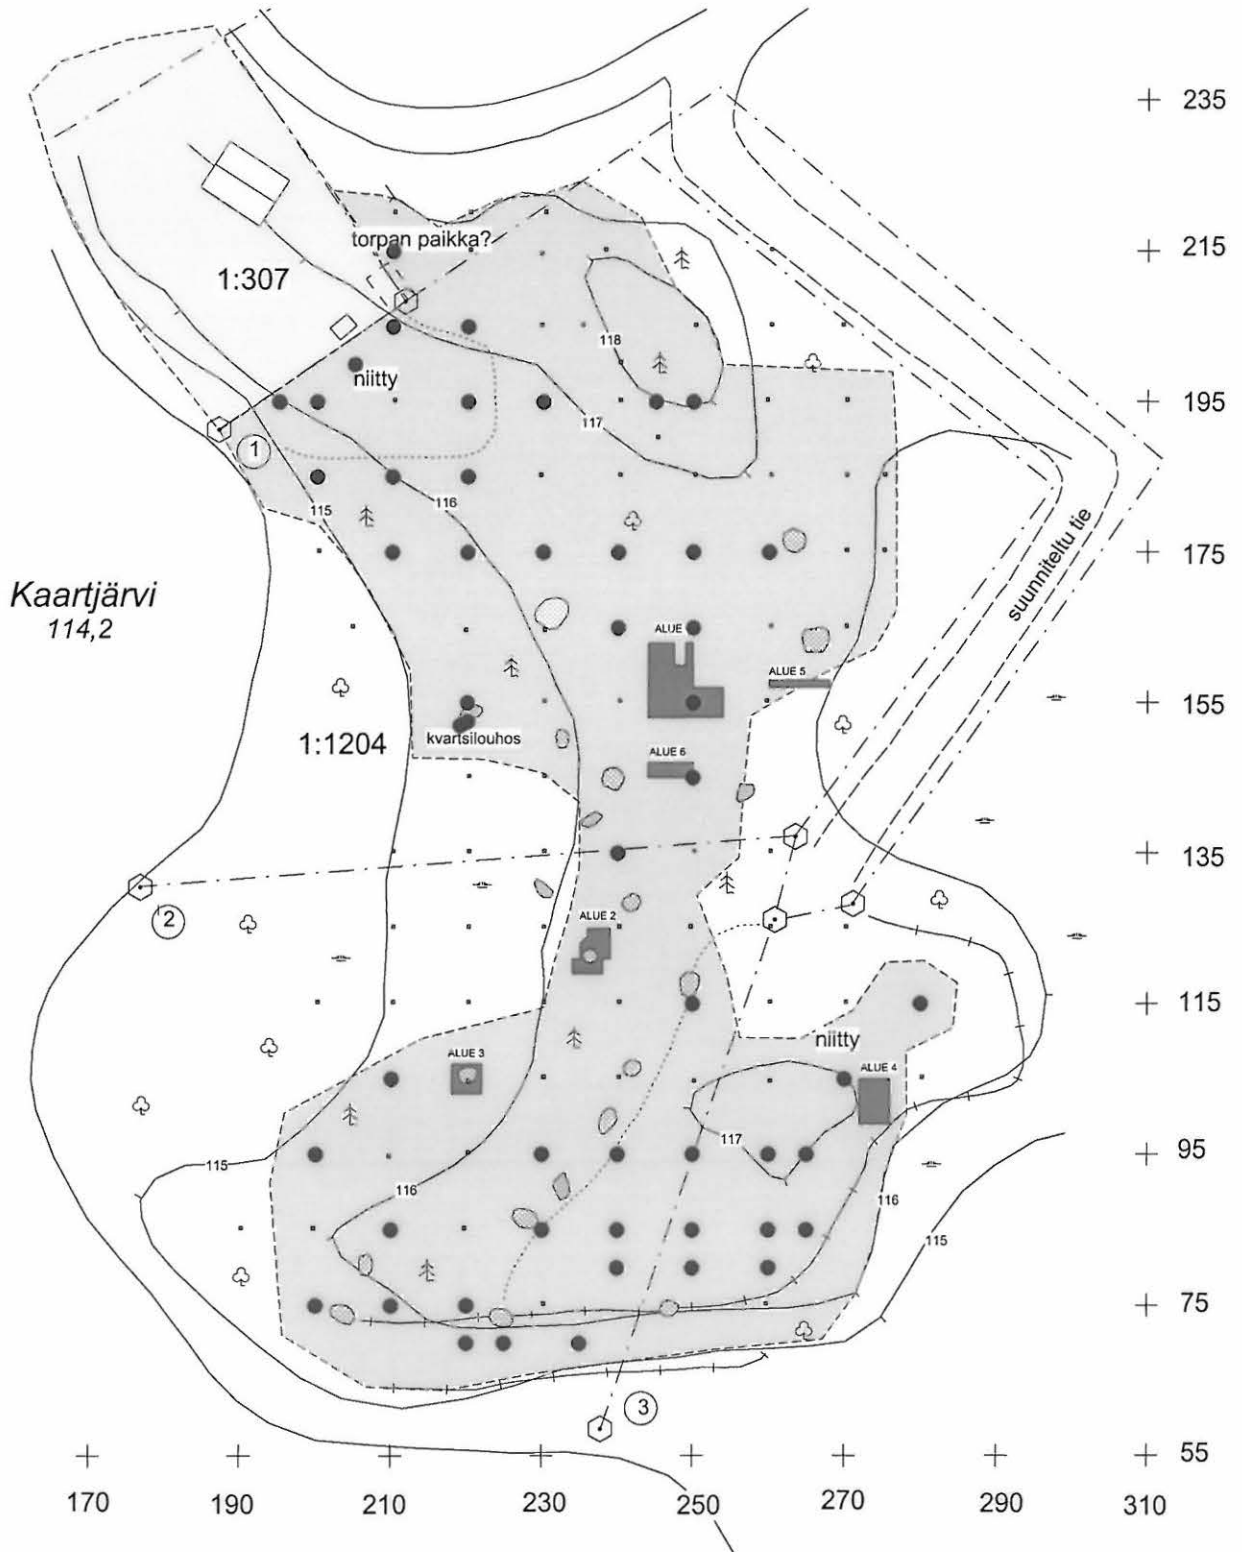 235
torpan paikka?
215
1:307
118
niitty
195
117
1
116
115
suunniteltu tie
175
Kaartjärvi
114,2
ALUE
ALUE 5
155
kvartsilouhos
1:1204
ALUE 6
135
2
ALUE 2
115
niitty
ALUE 3
ALUE 4
117
95
115
116
116
115
75
3
55
170
190
210
230
250
270
290
310